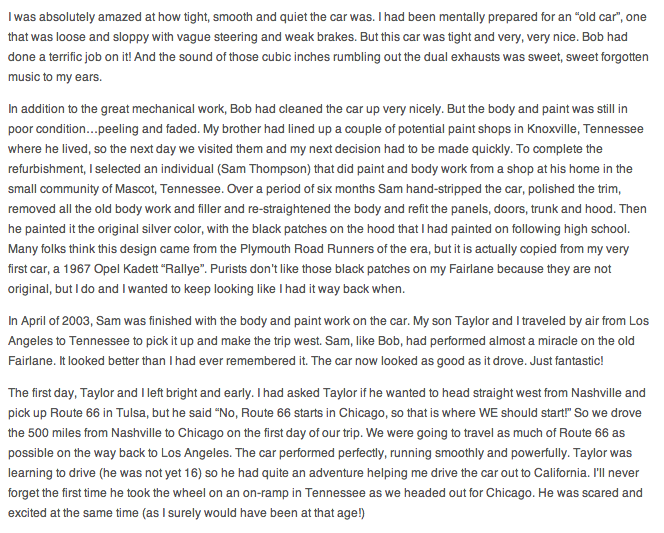 I was absolutely amazed at how tight, smooth and quiet the car was. I had been mentally prepared for an “old car”, one
that was loose and sloppy with vague steering and weak brakes. But this car was tight and very, very nice. Bob had
done a terrific job on it! And the sound of those cubic inches rumbling out the dual exhausts was sweet, sweet forgotten
music to my ears.
In addition to the great mechanical work, Bob had cleaned the car up very nicely. But the body and paint was still in
poor condition…peeling and faded. My brother had lined up a couple of potential paint shops in Knoxville, Tennessee
where he lived, so the next day we visited them and my next decision had to be made quickly. To complete the
refurbishment, I selected an individual (Sam Thompson) that did paint and body work from a shop at his home in the
small community of Mascot, Tennessee. Over a period of six months Sam hand-stripped the car, polished the trim,
removed all the old body work and filler and re-straightened the body and refit the panels, doors, trunk and hood. Then
he painted it the original silver color, with the black patches on the hood that I had painted on following high school.
Many folks think this design came from the Plymouth Road Runners of the era, but it is actually copied from my very
first car, a 1967 Opel Kadett “Rallye”. Purists don’t like those black patches on my Fairlane because they are not
original, but I do and I wanted to keep looking like I had it way back when.
In April of 2003, Sam was finished with the body and paint work on the car. My son Taylor and I traveled by air from Los
Angeles to Tennessee to pick it up and make the trip west. Sam, like Bob, had performed almost a miracle on the old
Fairlane. It looked better than I had ever remembered it. The car now looked as good as it drove. Just fantastic!
The first day, Taylor and I left bright and early. I had asked Taylor if he wanted to head straight west from Nashville and
pick up Route 66 in Tulsa, but he said “No, Route 66 starts in Chicago, so that is where WE should start!” So we drove
the 500 miles from Nashville to Chicago on the first day of our trip. We were going to travel as much of Route 66 as
possible on the way back to Los Angeles. The car performed perfectly, running smoothly and powerfully. Taylor was
learning to drive (he was not yet 16) so he had quite an adventure helping me drive the car out to California. I'll never
forget the first time he took the wheel on an on-ramp in Tennessee as we headed out for Chicago. He was scared and
excited at the same time (as I surely would have been at that age!)